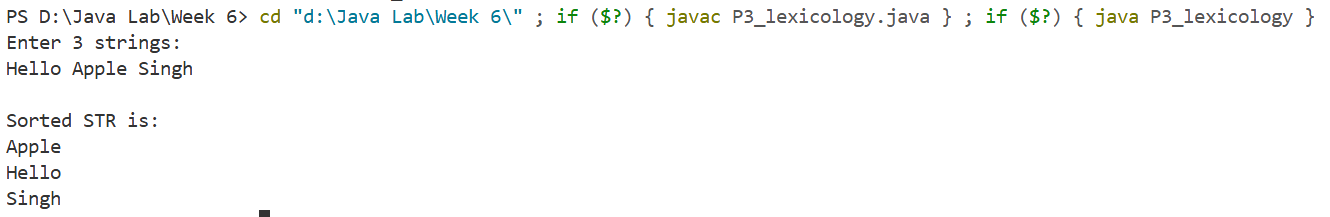 PS D:\Java Lab\Week 6> cd "d:\Java Lab\Week 6\" ; if ($?) { javac P3_lexicology.java } ; if ($?) { java P3_lexicology }
Enter 3 strings:
Hello Apple Singh
Sorted STR is:
Apple
Hello
Singh